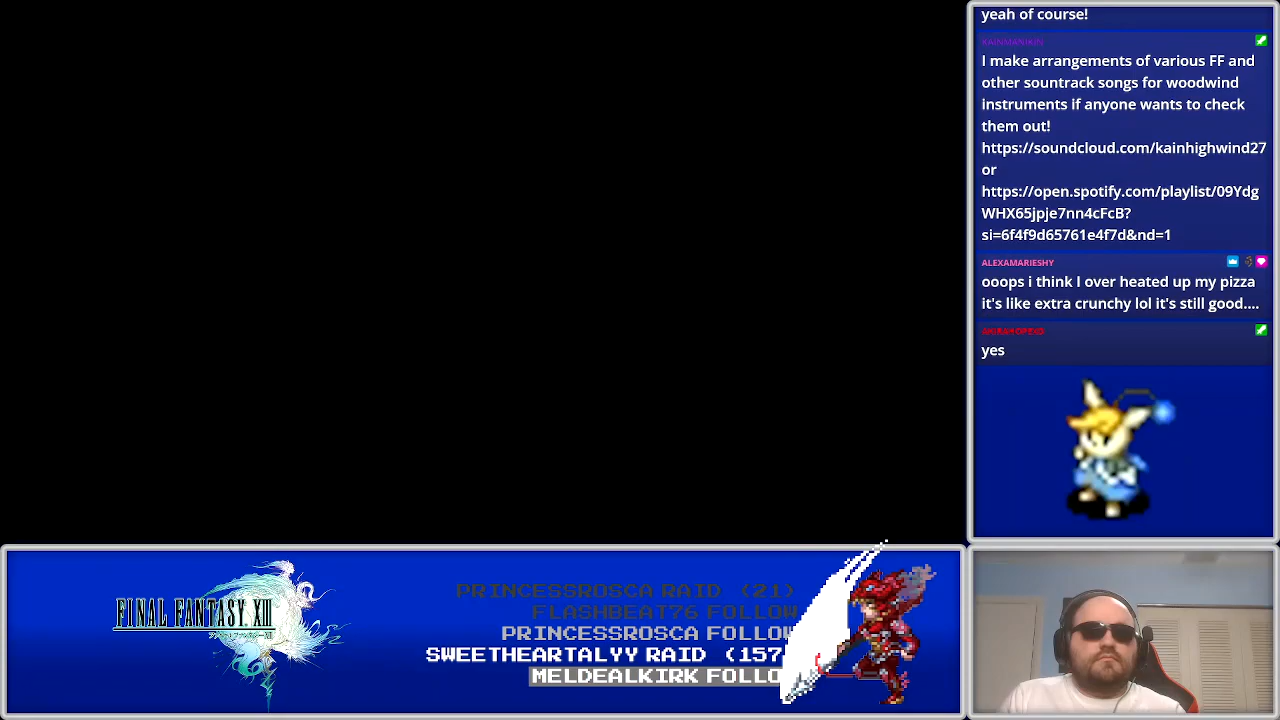 yeah of course!
KAINMANIKIN
I make arrangements of various FF and
other sountrack songs for woodwind
instruments if anyone wants to check
them out!
https://soundcloud.com/kainhighwind27
or
https://open.spotify.com/playlist/09Ydg
WHX65jpje7nn4cFcB?
si=6f4f9d65761e4f7d&nd=1
ALEXAMARIESHY
ooops i think I over heated up my pizza
it's like extra crunchy lol it's still good....
yes
FINAL FANTASY XIII
PRINCESSROSCA RAID (21)
FLASHBEAT76 FOLLOW
PRINCESSROSCA FOLLOW
SWEETHEARTALYY RAID (157
MELDEALKIRK FOLLO